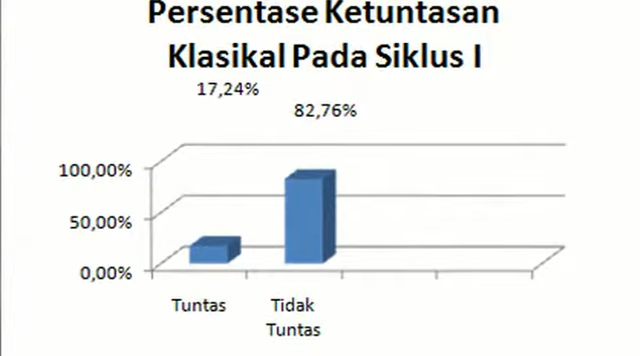 Persentase Ketuntasan
Klasikal Pada Siklus I
17,24%
82,76%
100,00%
50,00%
0,00%
Tuntas
Tidak
Tuntas